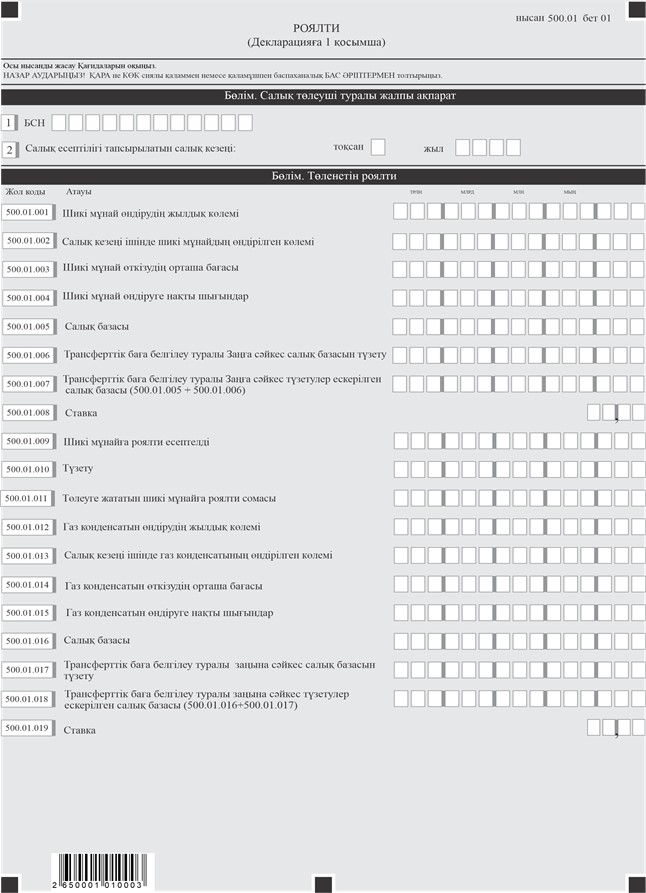 нысан 500.01 бет 01
РОЯЛТИ
(Декларацияға 1 қосымша)
Осы нысанды жасау Қағидаларын оқыңыз.
НАЗАР АУДАРЫҢЫЗ! ҚАРА не КӨК сиялы қаламмен немесе қаламұшпен баспаханалық БАС ӘРІПТЕРМЕН толтырыңыз.
Бөлім. Салық төлеуші туралы жалпы ақпарат
1 БСН
2 Салық есептілігі тапсырылатын салық кезеңі: тоқсан жыл
Бөлім. Төленетін роялти
Жол коды Атауы трлн млрд млн мың
500.01.001 Шикі мұнай өндірудің жылдық көлемі
500.01.002 Салық кезеңі ішінде шикі мұнайдың өндірілген көлемі
500.01.003 Шикі мұнай өткізудің орташа бағасы
500.01.004 Шикі мұнай өндіруге нақты шығындар
500.01.005 Салық базасы
500.01.006 Трансферттік баға белгілеу туралы Заңға сәйкес салық базасын түзету
500.01.007 Трансферттік баға белгілеу туралы Заңға сәйкес түзетулер ескерілген
салық базасы (500.01.005 + 500.01.006)
500.01.008 Ставка ,
500.01.009 Шикі мұнайға роялти есептелді
500.01.010 Түзету
500.01.011 Төлеуге жататын шикі мұнайға роялти сомасы
500.01.012 Газ конденсатын өндірудің жылдық көлемі
500.01.013 Салық кезеңі ішінде газ конденсатының өндірілген көлемі
500.01.014 Газ конденсатын өткізудің орташа бағасы
500.01.015 Газ конденсатын өндіруге нақты шығындар
500.01.016 Салық базасы
500.01.017 Трансферттік баға белгілеу туралы заңына сәйкес салық базасын
түзету
500.01.018 Трансферттік баға белгілеу туралы заңына сәйкес түзетулер
ескерілген салық базасы (500.01.016+500.01.017)
500.01.019 Ставка ,
2 650001 010003